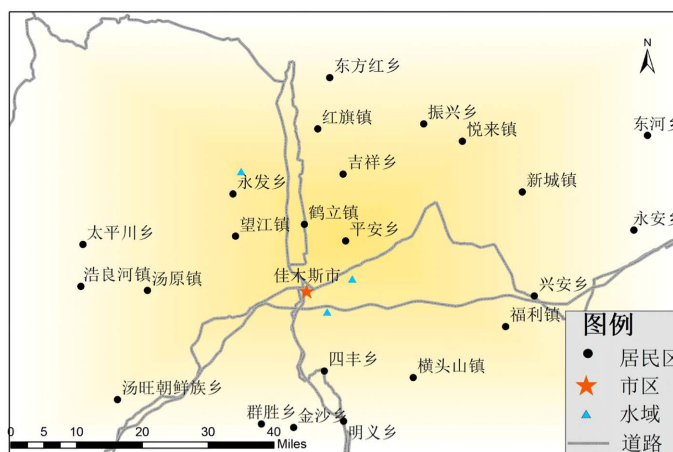 东方红乡
N
振兴乡
红旗镇
悦来镇
东河乡
吉祥乡
永发乡
新城镇
鹤立镇
永安乡
太平川乡
望江镇
平安乡
浩良河镇
汤原镇
佳木斯市
兴安乡
福利镇
图例
居民区
市区
水域
道路
四丰乡
横头山镇
汤旺朝鲜族乡
群胜乡
金沙乡
明义乡
0 5 10 20 30 40
Miles